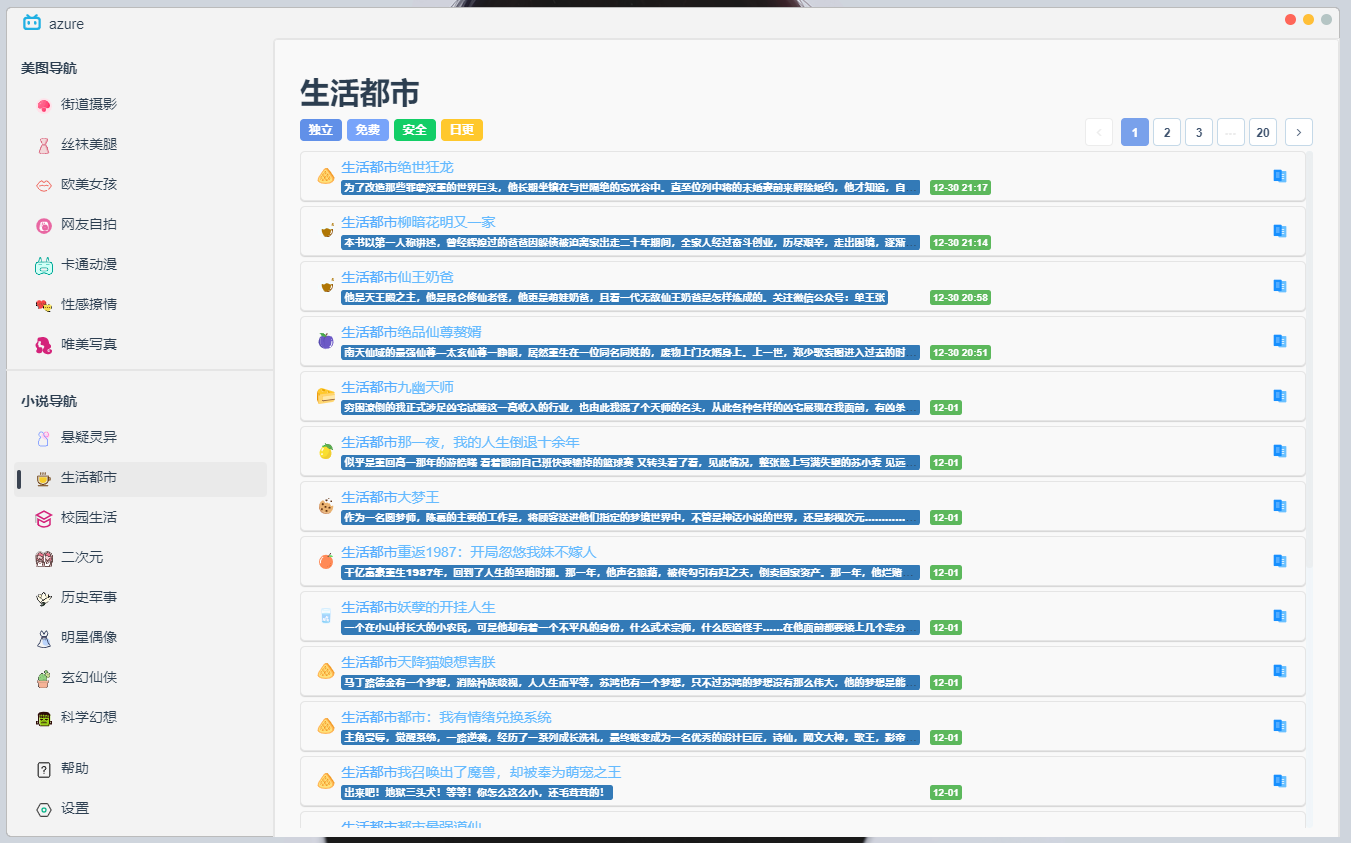 azure
美图导航
街道摄影
丝袜美腿
欧美女孩
网友自拍
卡通动漫
性感撩情
唯美写真
小说导航
悬疑灵异
生活都市
校园生活
二次元
历史军事
明星偶像
玄幻仙侠
科学幻想
帮助
设置
生活都市
独立 免费 安全 日更
1 2 3 ... 20
生活都市绝世狂龙
为了改造那些罪孽深重的世界巨头，他长期坐镇在与世隔绝的忘忧谷中。直至位列中将的未婚妻前来解除婚约，他才知道，自 12-30 21:17
生活都市柳暗花明又一家
本书以第一人称讲述，曾经辉煌过的爸爸因躲债被迫离家出走二十年期间，全家人经过奋斗创业，历尽艰辛，走出困境，逐渐 12-30 21:14
生活都市仙王奶爸
他是天王殿之主，他是昆仑修仙老怪，他更是萌娃奶爸，且看一代无敌仙王奶爸是怎样炼成的。关注微信公众号：单王张 12-30 20:58
生活都市绝品仙尊赘婿
南天仙域的最强仙尊—太玄仙尊一睁眼，居然重生在一位同名同姓的，废物上门女婿身上。上一世，郑少歌妄图进入过去的时 12-30 20:51
生活都市九幽天师
穷困潦倒的我正式涉足凶宅试睡这一高收入的行业，也由此我混了个天师的名头，从此各种各样的凶宅展现在我面前，有凶杀 12-01
生活都市那一夜，我的人生倒退十余年
似乎是重回高一那年的游皓瑛 看着眼前自己班快要输掉的篮球赛 又转头看了看，见此情况，整张脸上写满失望的苏小麦 见远 12-01
生活都市大梦王
作为一名圆梦师，陈重的主要的工作是，将顾客送进他们指定的梦境世界中，不管是神话小说的世界，还是影视次元………… 12-01
生活都市重返1987：开局忽悠我妹不嫁人
千亿富豪重生1987年，回到了人生的至暗时期。那一年，他声名狼藉，被传勾引有妇之夫，倒卖国家资产。那一年，他烂赌 12-01
生活都市妖孽的开挂人生
一个在小山村长大的小农民，可是他却有着一个不平凡的身份，什么武术宗师，什么医道怪手……在他面前都要矮上几个辈分 12-01
生活都市天降猫娘想害朕
马丁路德金有一个梦想，消除种族歧视，人人生而平等，苏鸿也有一个梦想，只不过苏鸿的梦想没有那么伟大，他的梦想是能 12-01
生活都市都市：我有情绪兑换系统
主角受辱，觉醒系统，一路逆袭，经历了一系列成长洗礼，最终蜕变成为一名优秀的设计巨匠，诗仙，网文大神，歌王，影帝 12-01
生活都市我召唤出了魔兽，却被奉为萌宠之王
出来吧！地狱三头犬！等等！你怎么这么小，还毛茸茸的！ 12-01
生活都市都市最强道仙